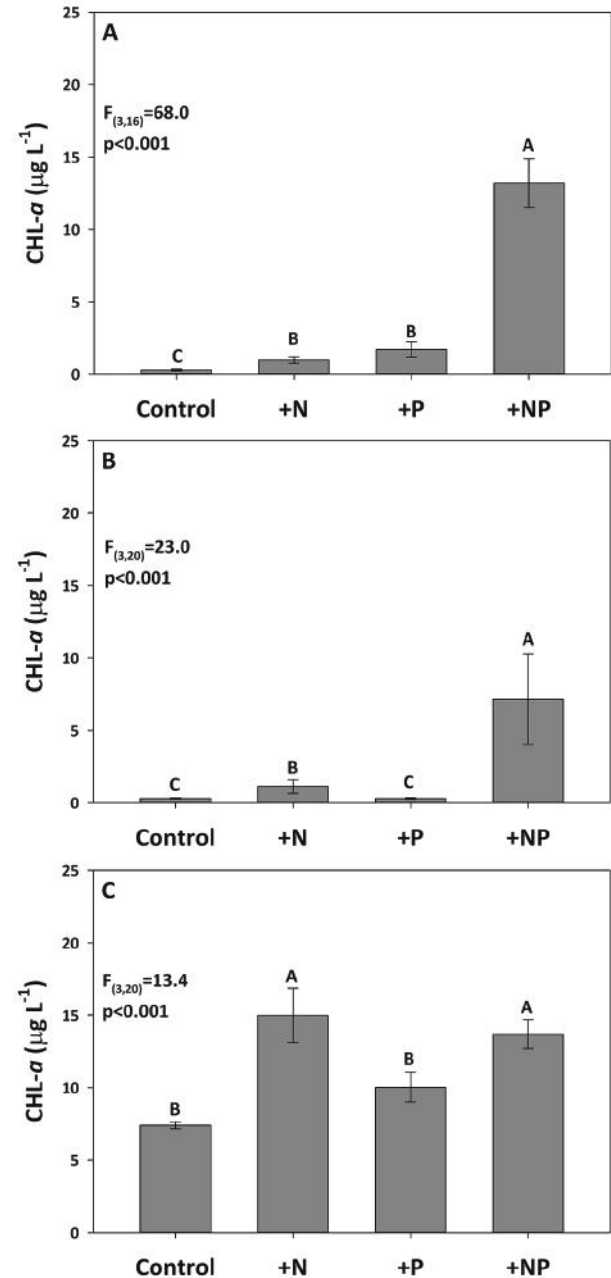 A
25
20
15
10
5
0
CHL-a (μg L-1)
F(3,16)=68.0
p<0.001
C
B
B
A
Control +N +P +NP
B
25
20
15
10
5
0
CHL-a (μg L-1)
F(3,20)=23.0
p<0.001
C
B
C
A
Control +N +P +NP
C
25
20
15
10
5
0
CHL-a (μg L-1)
F(3,20)=13.4
p<0.001
B
A
B
A
Control +N +P +NP